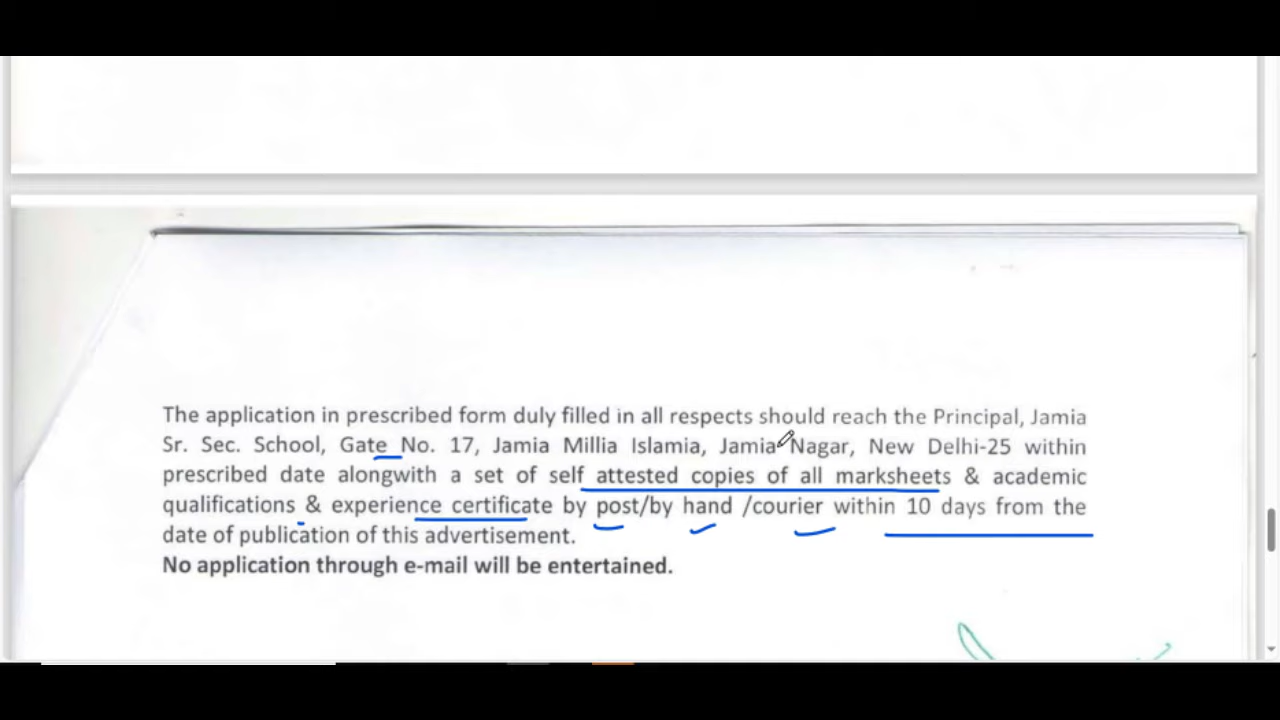 The application in prescribed form duly filled in all respects should reach the Principal, Jamia
Sr. Sec. School, Gate No. 17, Jamia Millia Islamia, Jamia Nagar, New Delhi-25 within
prescribed date alongwith a set of self attested copies of all marksheets & academic
qualifications & experience certificate by post/by hand /courier within 10 days from the
date of publication of this advertisement.
No application through e-mail will be entertained.